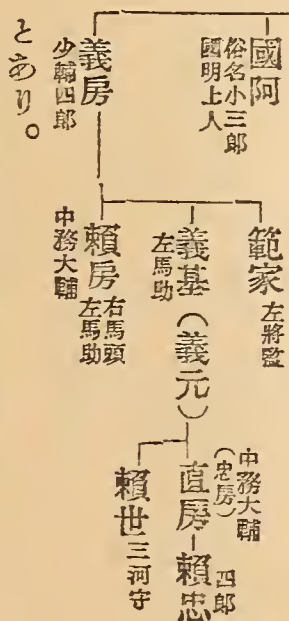 國阿
俗名小三郎
國明上人
義房
少輔四郎
範家 左將監
義基(義元)
左馬助
賴房 右馬頭
左馬助
中務大輔
中務大輔
直房―賴忠 四郎
(忠房)
賴世 三河守
とあり。